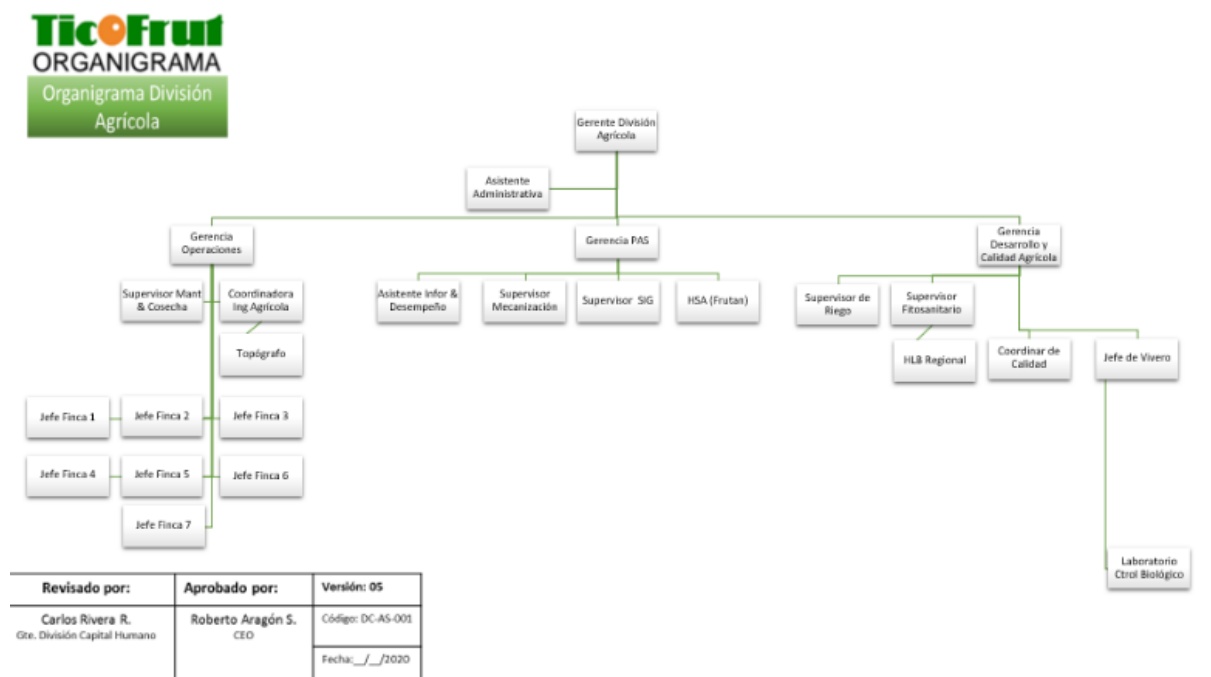 TicOFrut
ORGANIGRAMA
Organigrama División
Agrícola
Gerente División
Agrícola
Asistente
Administrativa
Gerencia
Operaciones
Gerencia PAS
Gerencia
Desarrollo y
Calidad Agrícola
Supervisor Mant
& Cosecha
Coordinadora
Ing Agrícola
Asistente Infor &
Desempeño
Supervisor
Mecanización
Supervisor SIG
HSA (Frutan)
Supervisor de
Riego
Supervisor
Fitosanitario
Topógrafo
HLB Regional
Coordinar de
Calidad
Jefe de Vivero
Jefe Finca 1
Jefe Finca 2
Jefe Finca 3
Jefe Finca 4
Jefe Finca 5
Jefe Finca 6
Jefe Finca 7
Laboratorio
Ctrol Biológico
Revisado por:
Aprobado por:
Versión: 05
Carlos Rivera R.
Gte. División Capital Humano
Roberto Aragón S.
CEO
Código: DC-AS-001
Fecha:__/__/2020